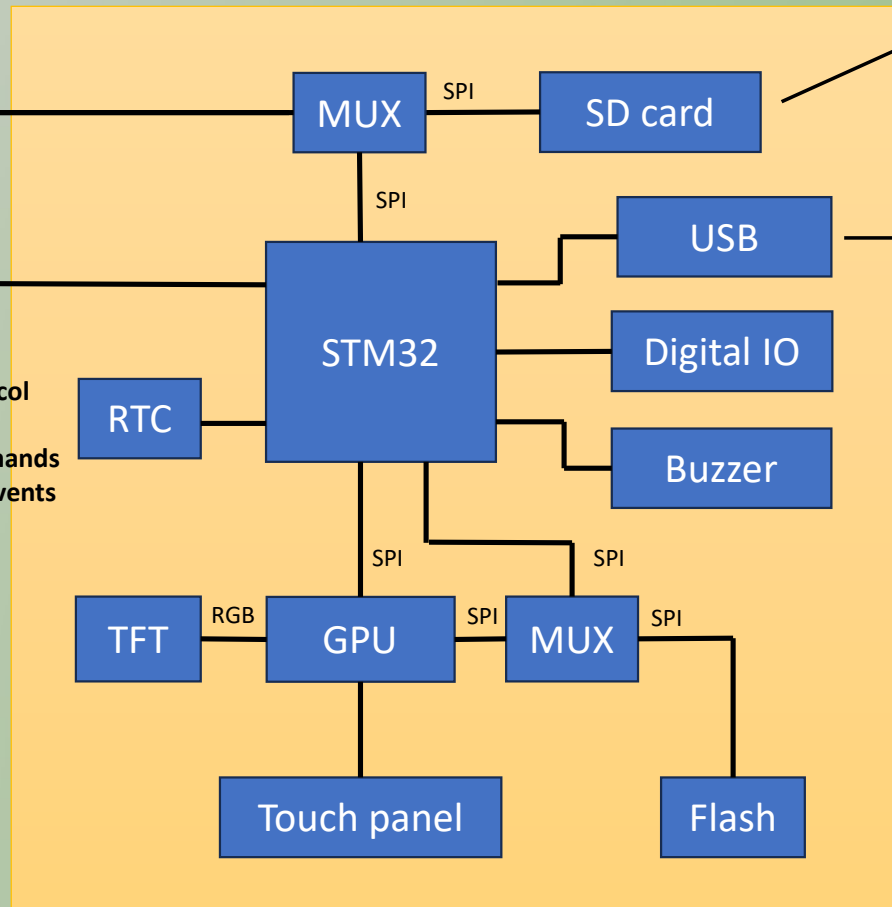 MUX
SPI
SD card
SPI
USB
STM32
Digital IO
RTC
Buzzer
SPI
SPI
TFT
RGB
GPU
SPI
MUX
SPI
Touch panel
Flash